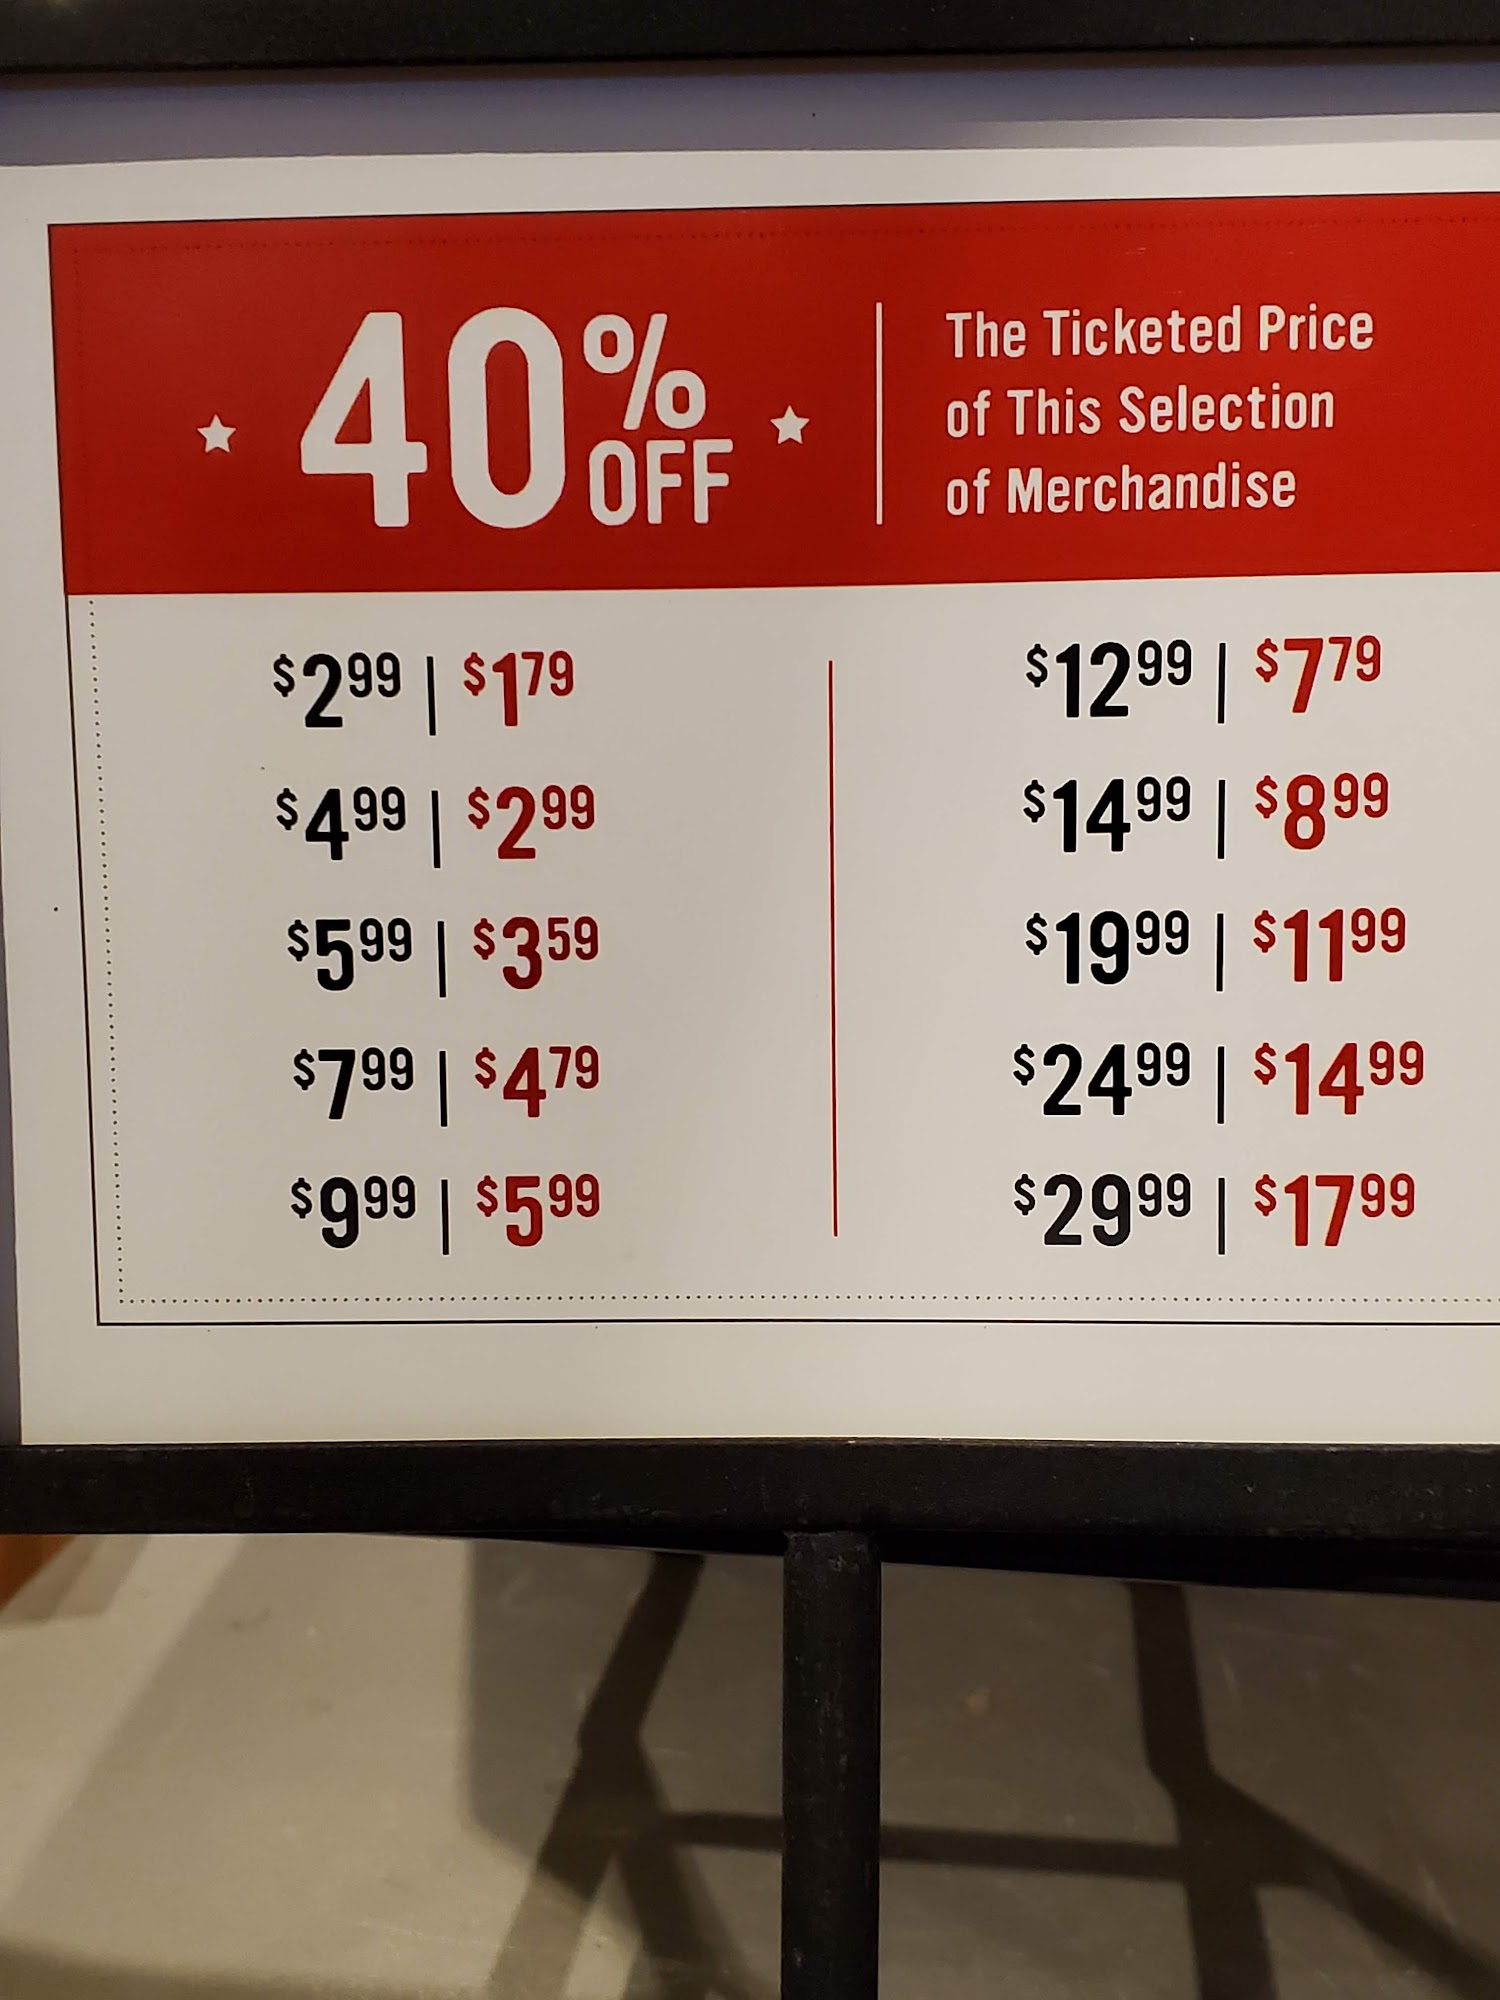 40% OFF
The Ticketed Price
of This Selection
of Merchandise
$2.99 | $1.79
$4.99 | $2.99
$5.99 | $3.59
$7.99 | $4.79
$9.99 | $5.99
$12.99 | $7.79
$14.99 | $8.99
$19.99 | $11.99
$24.99 | $14.99
$29.99 | $17.99